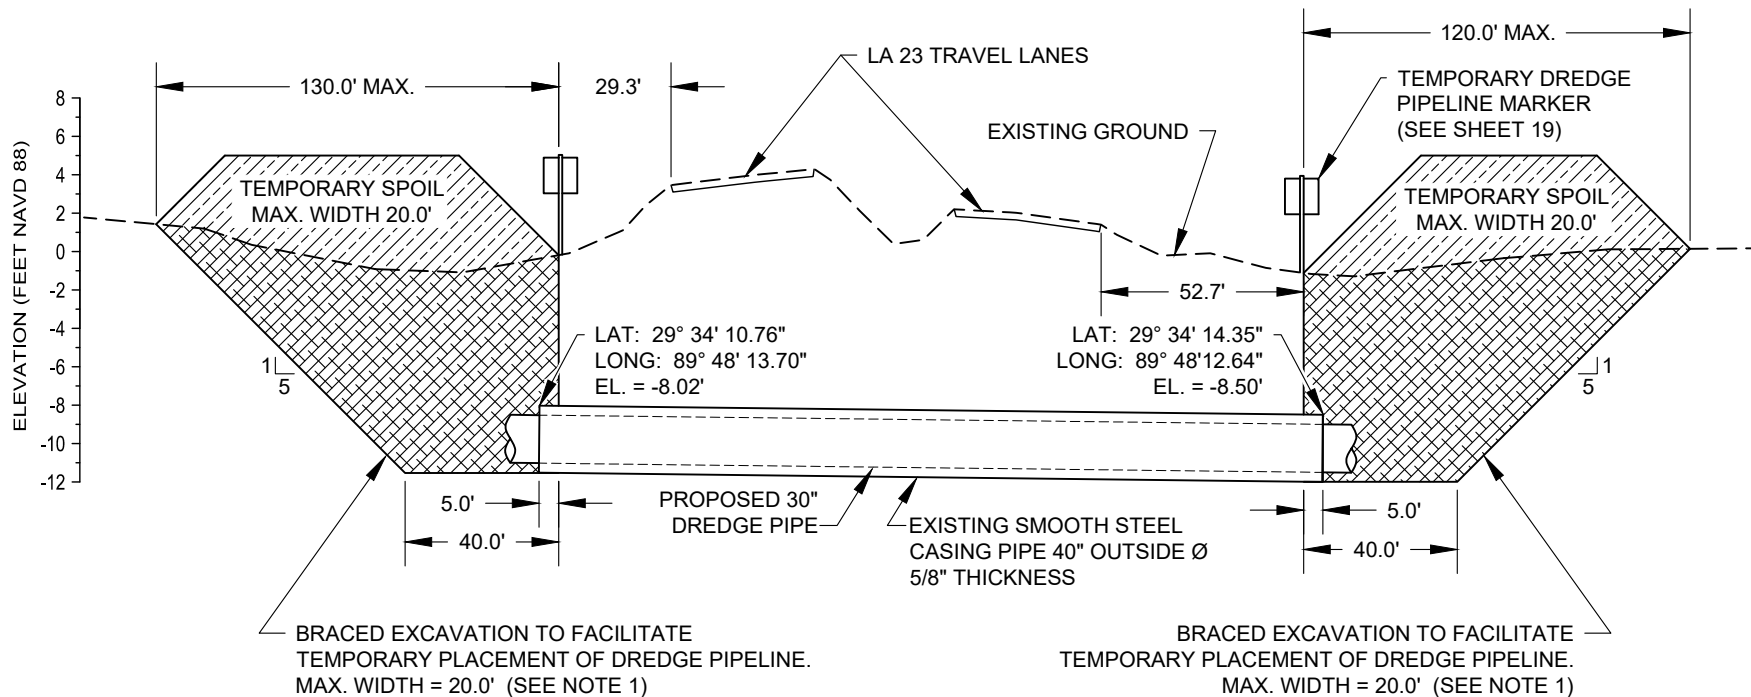 120.0' MAX.
LA 23 TRAVEL LANES
130.0' MAX.
29.3'
TEMPORARY DREDGE
PIPELINE MARKER
(SEE SHEET 19)
EXISTING GROUND
ELEVATION (FEET NAVD 88)
8
6
4
2
0
-2
-4
-6
-8
-10
-12
TEMPORARY SPOIL
MAX. WIDTH 20.0'
TEMPORARY SPOIL
MAX. WIDTH 20.0'
52.7'
LAT: 29° 34' 10.76"
LONG: 89° 48' 13.70"
EL. = -8.02'
LAT: 29° 34' 14.35"
LONG: 89° 48'12.64"
EL. = -8.50'
1
5
1
5
5.0'
40.0'
PROPOSED 30"
DREDGE PIPE
EXISTING SMOOTH STEEL
CASING PIPE 40" OUTSIDE Ø
5/8" THICKNESS
5.0'
40.0'
BRACED EXCAVATION TO FACILITATE
TEMPORARY PLACEMENT OF DREDGE PIPELINE.
MAX. WIDTH = 20.0' (SEE NOTE 1)
BRACED EXCAVATION TO FACILITATE
TEMPORARY PLACEMENT OF DREDGE PIPELINE.
MAX. WIDTH = 20.0' (SEE NOTE 1)